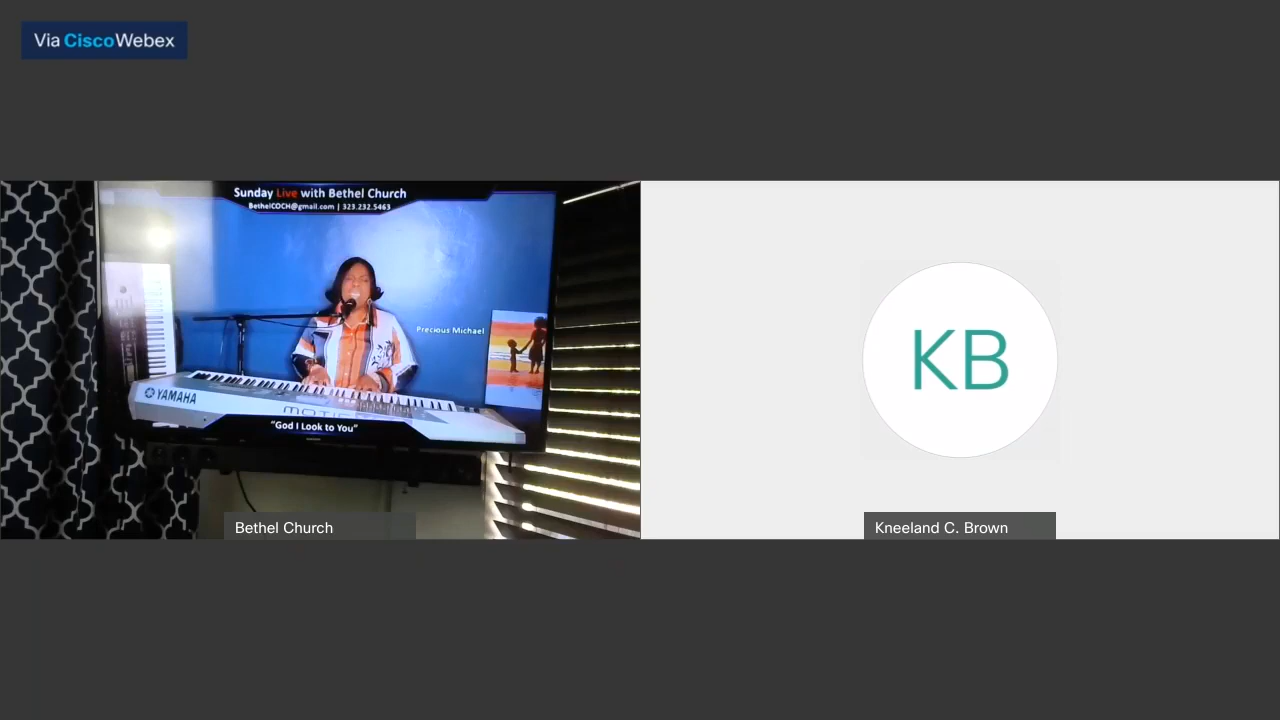 Via CiscoWebex
Sunday Live with Bethel Church
BethelCOCH@gmail.com | 323.232.5463
Precious Michael
YAMAHA
MOTIF
"God I Look to You"
Bethel Church
KB
Kneeland C. Brown